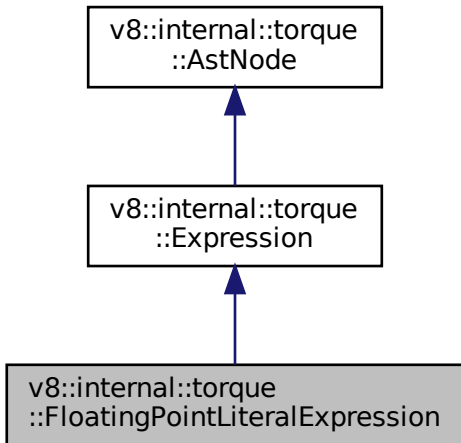 v8::internal::torque
::AstNode
v8::internal::torque
::Expression
v8::internal::torque
::FloatingPointLiteralExpression